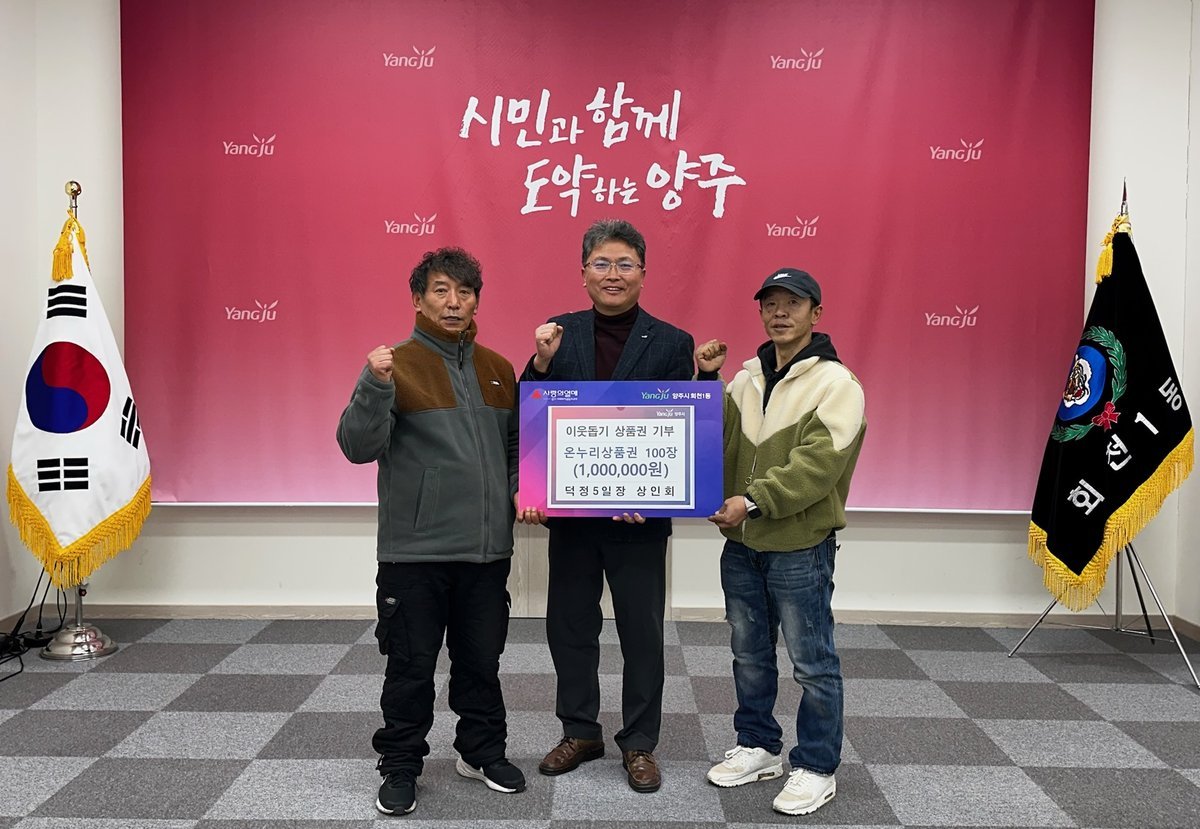 Yangju
Yangju
시민과 함께
도약하는 양주
Yangju
Yangju
Yangju
Yangju
Yangju
Yangju
사랑의열매
Yangju 양주시 회천1동
Yangju 양주시
이웃돕기 상품권 기부
온누리상품권 100장
(1,000,000원)
덕정5일장 상인회
회천1동